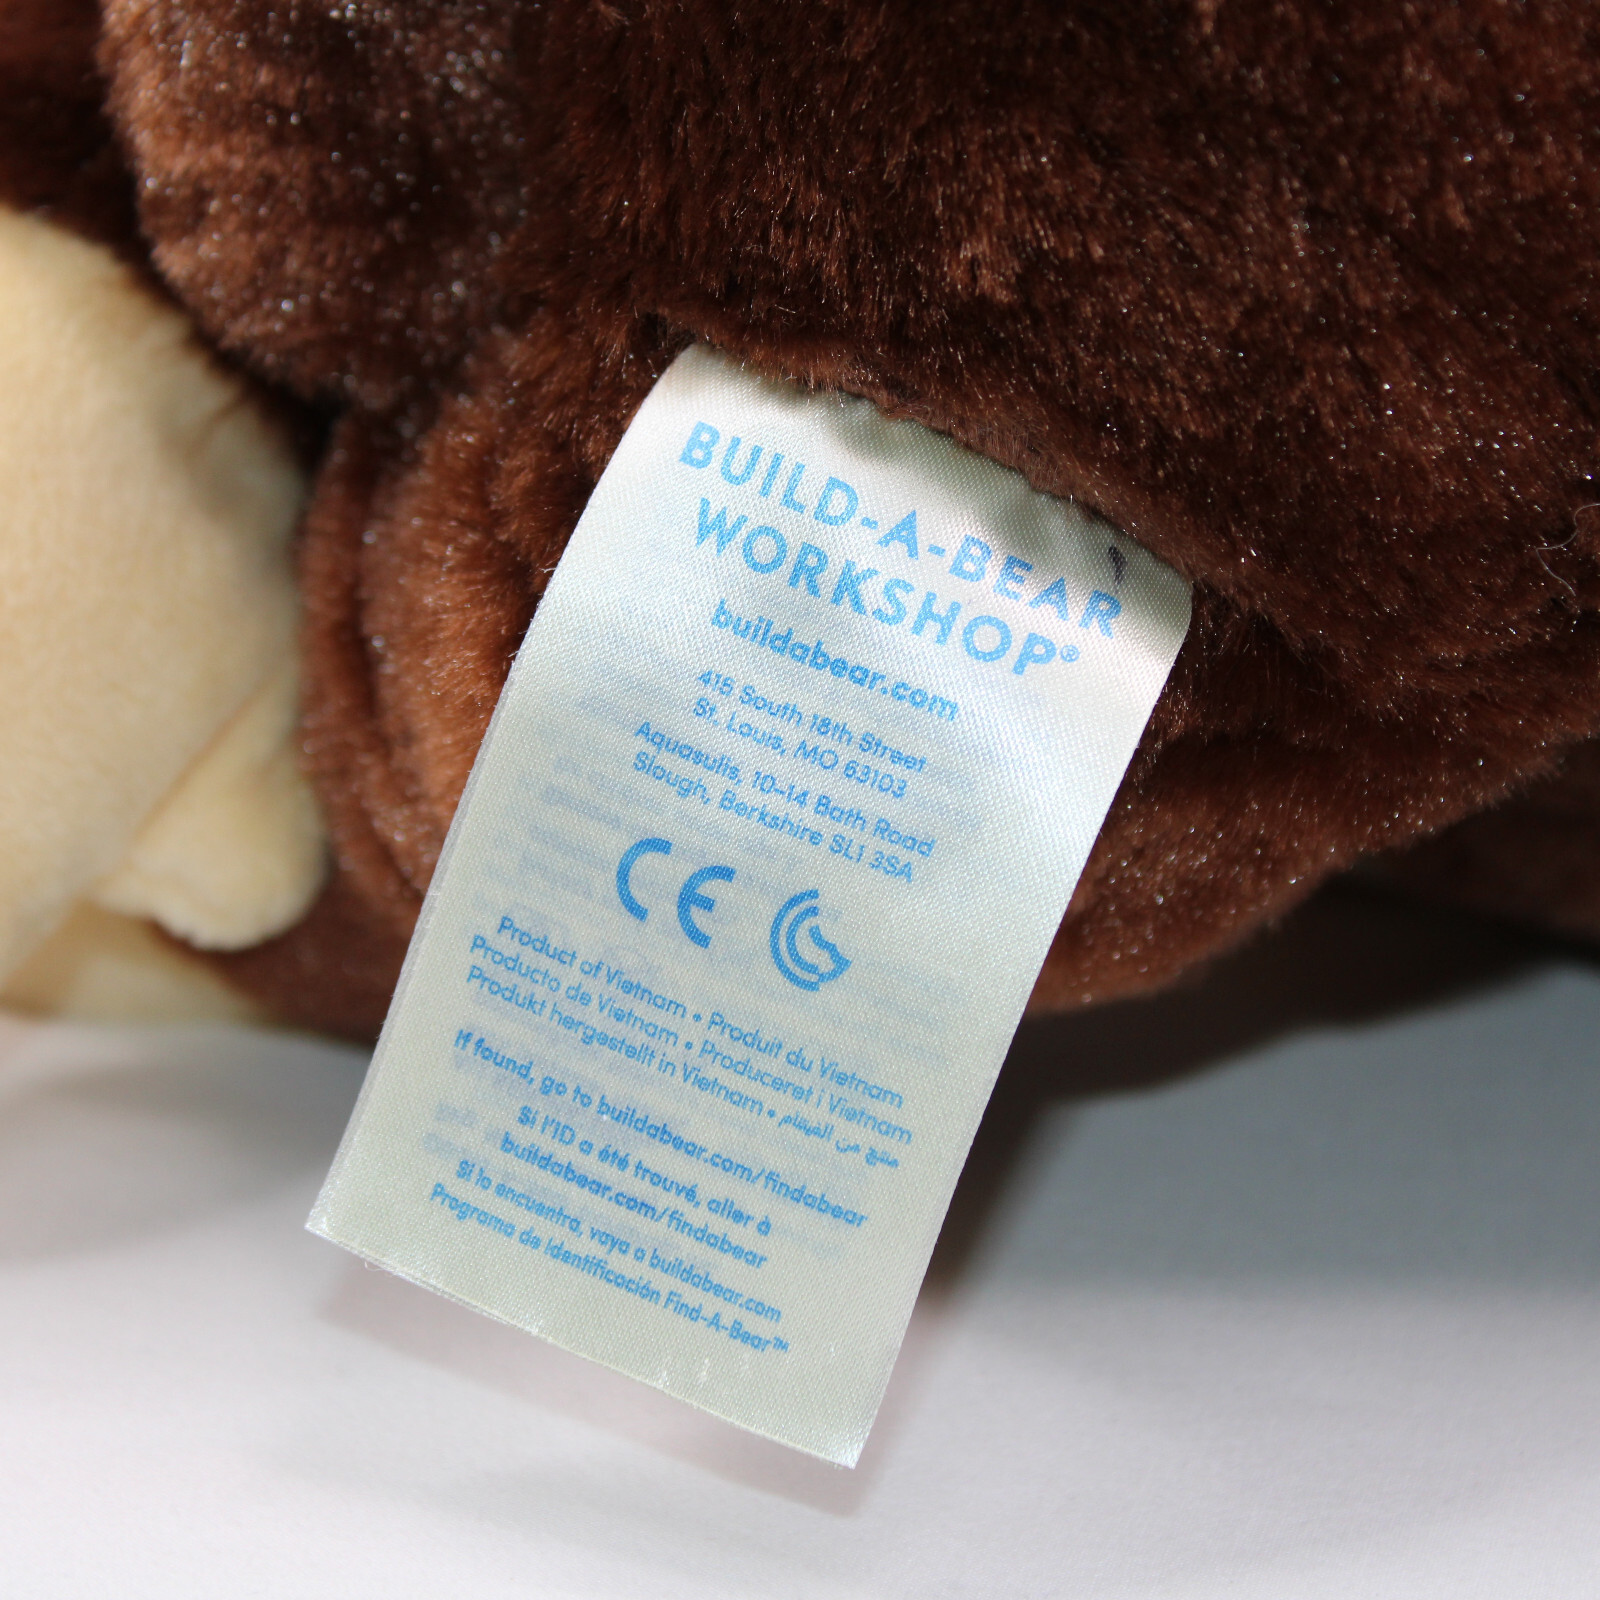 BUILD-A-BEAR
WORKSHOP®
buildabear.com
415 South 18th Street
St. Louis, MO 63103
Aquasulis, 10-14 Bath Road
Slough, Berkshire SL1 3SA
CE
Product of Vietnam • Produit du Vietnam
Producto de Vietnam • Produceret i Vietnam
Produkt hergestellt in Vietnam • منتج من الفيتنام
If found, go to buildabear.com/findabear
Si l'ID a été trouvé, aller à
buildabear.com/findabear
Si lo encuentra, vaya a buildabear.com
Programa de Identificación Find-A-Bear™